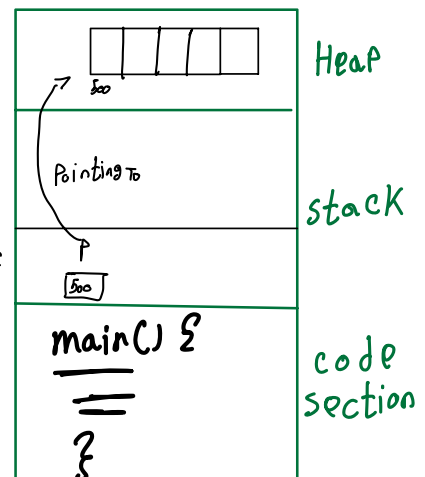 Heap
500
Pointing To
stack
P
500
main() {
code
section
}